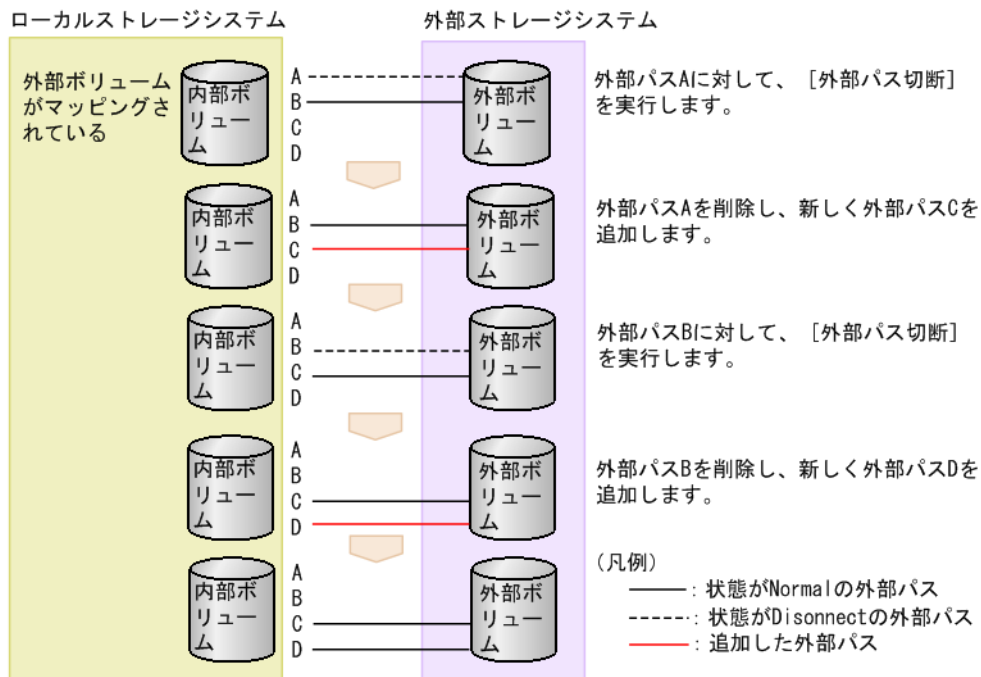 ローカルストレージシステム
外部ストレージシステム
外部ボリューム
がマッピングさ
れている
内部ボ
リュー
ム
A
B
C
D
外部ボ
リュー
ム
外部パスAに対して、［外部パス切断］
を実行します。
内部ボ
リュー
ム
A
B
C
D
外部ボ
リュー
ム
外部パスAを削除し、新しく外部パスCを
追加します。
内部ボ
リュー
ム
A
B
C
D
外部ボ
リュー
ム
外部パスBに対して、［外部パス切断］
を実行します。
内部ボ
リュー
ム
A
B
C
D
外部ボ
リュー
ム
外部パスBを削除し、新しく外部パスDを
追加します。
内部ボ
リュー
ム
A
B
C
D
外部ボ
リュー
ム
(凡例)
：状態がNormalの外部パス
：状態がDisonnectの外部パス
：追加した外部パス